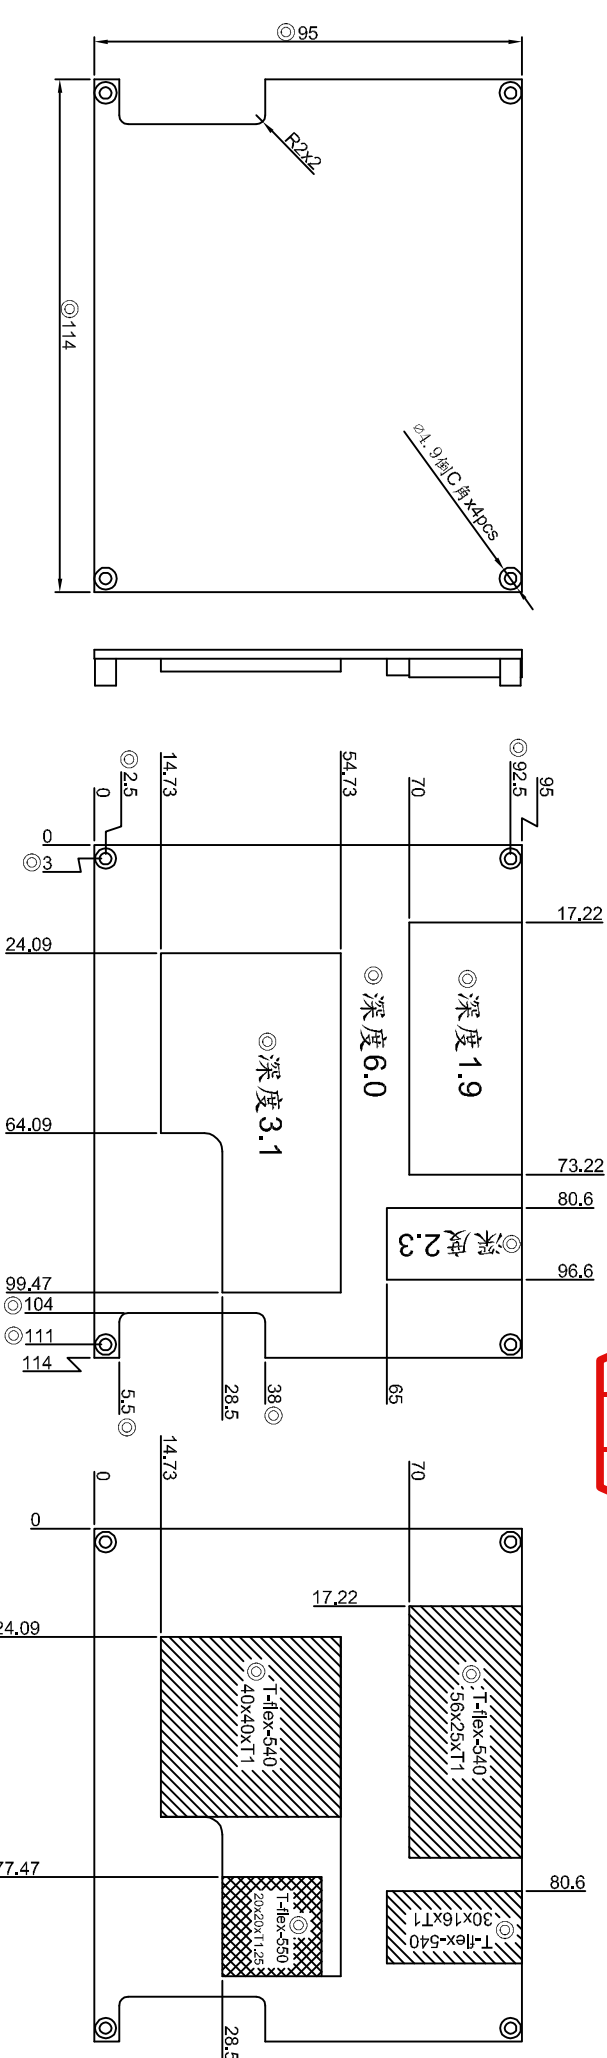 ◎95
R2x2
◎114
⌀4.9倒C角x4pcs
0
◎2.5
14.73
54.73
70
◎92.5
95
0
◎3
17.22
24.09
◎深度1.9
◎深度6.0
◎深度3.1
64.09
73.22
80.6
◎深度2.3
96.6
99.47
◎104
◎111
114
5.5◎
28.5
38◎
65
0
14.73
70
0
17.22
24.09
◎T-flex-540
56x25xT1
◎T-flex-540
40x40xT1
77.47
80.6
◎T-flex-550
20x20xT1.25
T-flex-540
30x16xT1◎
28.5